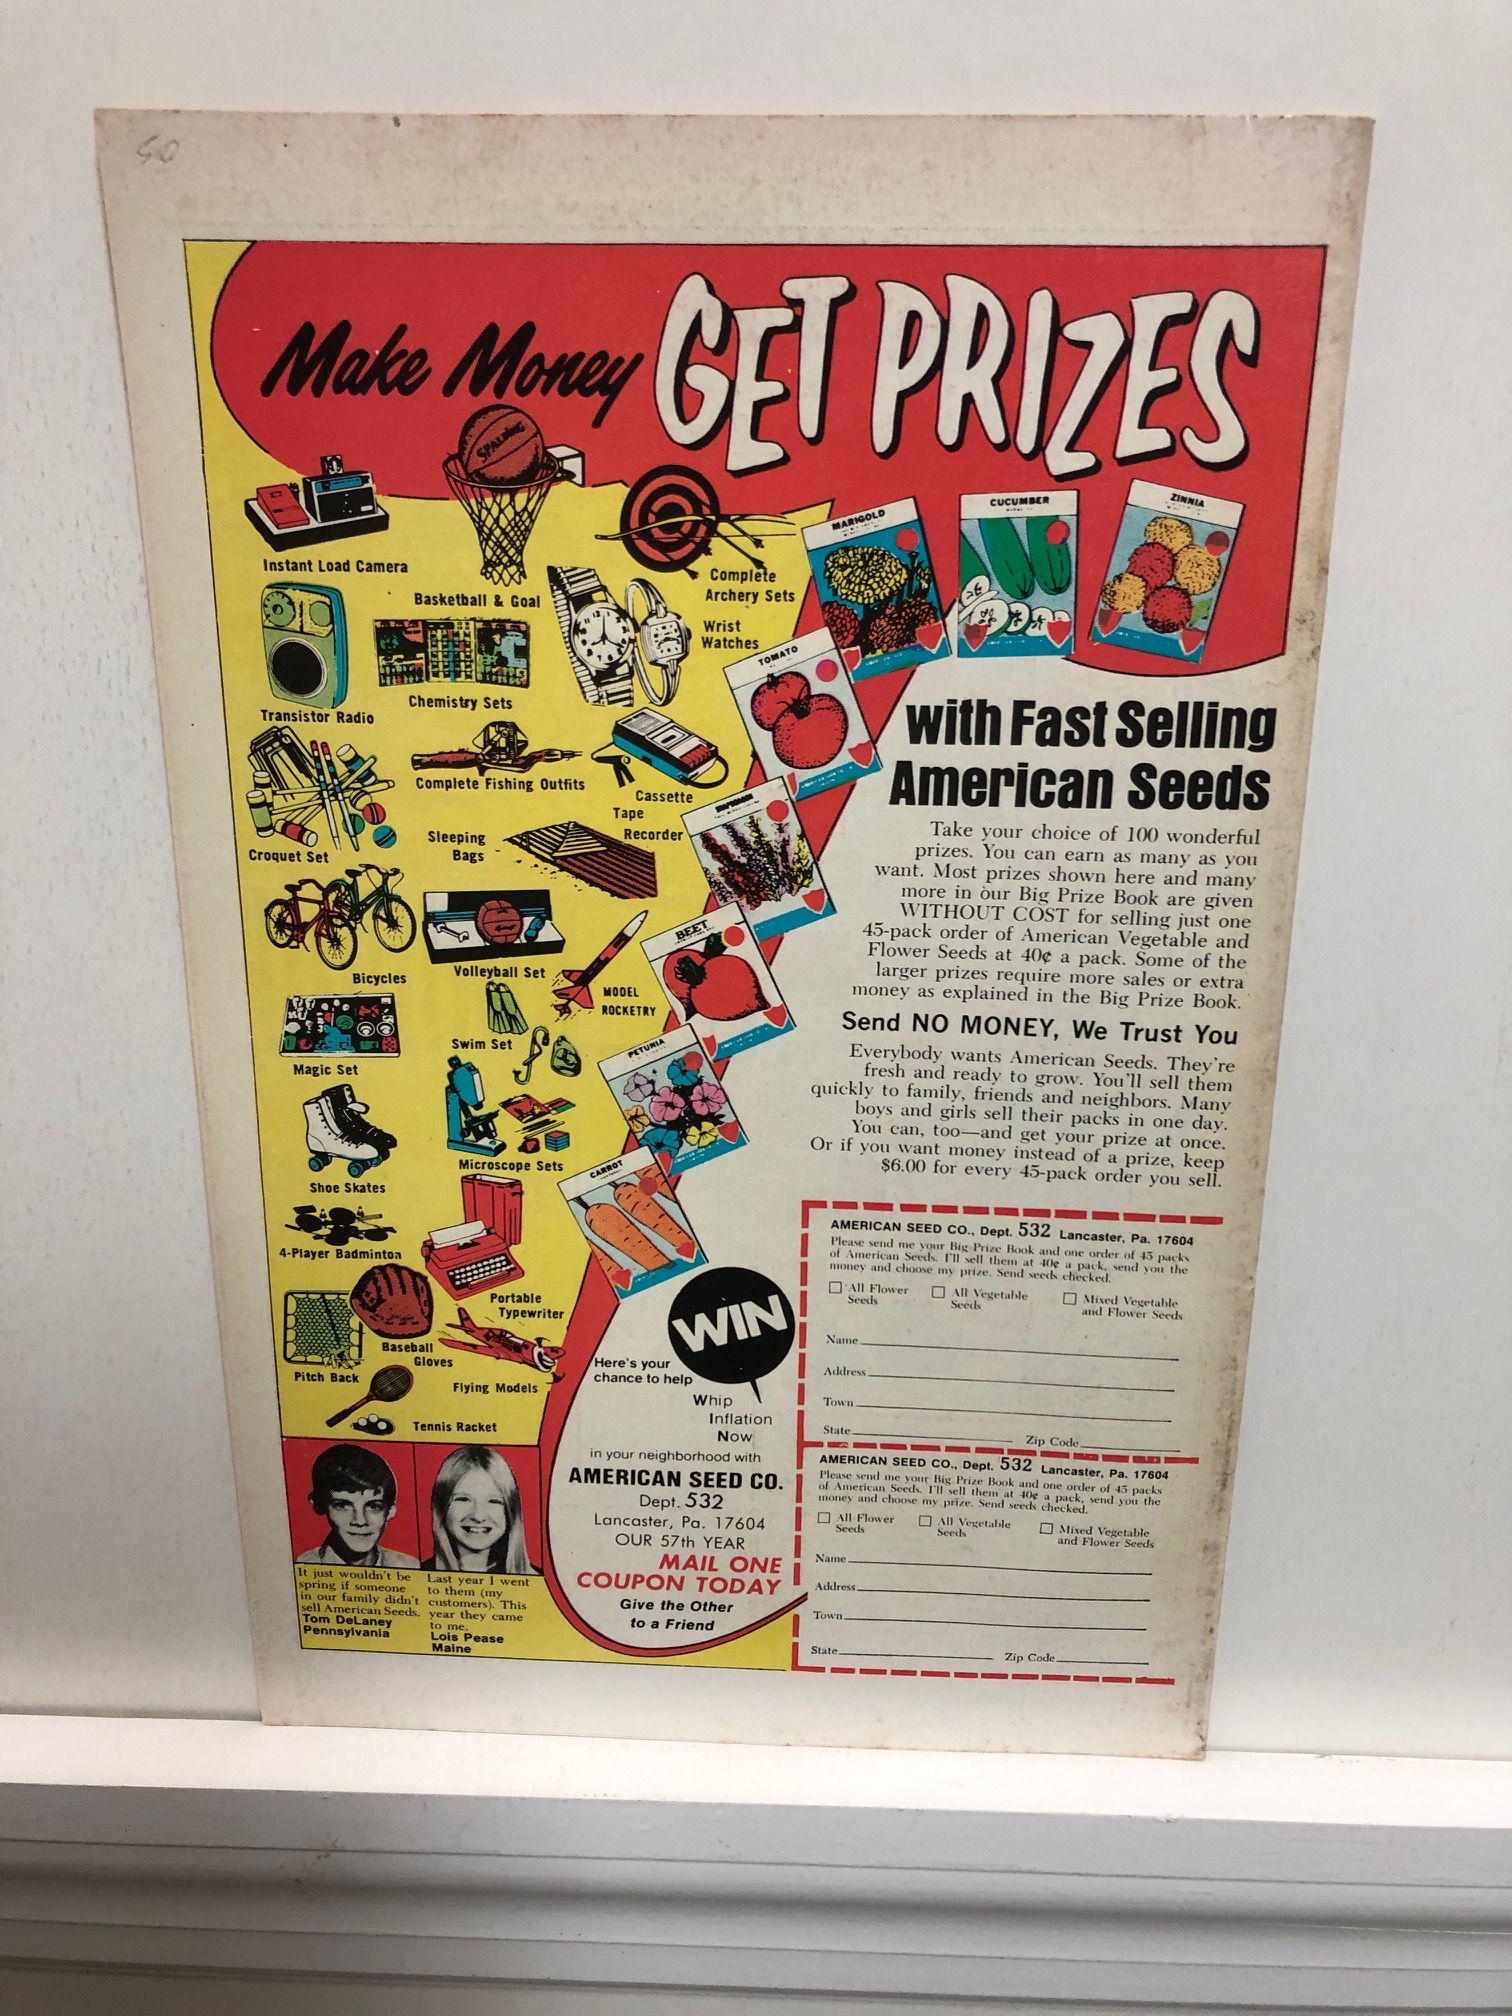 50
Make Money GET PRIZES
SPALDING
Instant Load Camera
Basketball & Goal
Complete
Archery Sets
Wrist
Watches
Transistor Radio
Chemistry Sets
Complete Fishing Outfits
Cassette
Tape
Recorder
Croquet Set
Sleeping
Bags
Bicycles
Volleyball Set
MODEL
ROCKETRY
Magic Set
Swim Set
Shoe Skates
Microscope Sets
4-Player Badminton
Portable
Typewriter
Pitch Back
Baseball
Gloves
Flying Models
Tennis Racket
MARIGOLD
CUCUMBER
ZINNIA
TOMATO
BEET
PETUNIA
CARROT
with Fast Selling
American Seeds
Take your choice of 100 wonderful
prizes. You can earn as many as you
want. Most prizes shown here and many
more in our Big Prize Book are given
WITHOUT COST for selling just one
45-pack order of American Vegetable and
Flower Seeds at 40¢ a pack. Some of the
larger prizes require more sales or extra
money as explained in the Big Prize Book.
Send NO MONEY, We Trust You
Everybody wants American Seeds. They're
fresh and ready to grow. You'll sell them
quickly to family, friends and neighbors. Many
boys and girls sell their packs in one day.
You can, too—and get your prize at once.
Or if you want money instead of a prize, keep
$6.00 for every 45-pack order you sell.
It just wouldn't be
spring if someone
in our family didn't
sell American Seeds.
Tom DeLaney
Pennsylvania
Last year I went
to them (my
customers). This
year they came
to me.
Lois Pease
Maine
WIN
Here's your
chance to help
Whip
Inflation
Now
in your neighborhood with
AMERICAN SEED CO.
Dept. 532
Lancaster, Pa. 17604
OUR 57th YEAR
MAIL ONE
COUPON TODAY
Give the Other
to a Friend
AMERICAN SEED CO., Dept. 532 Lancaster, Pa. 17604
Please send me your Big Prize Book and one order of 45 packs
of American Seeds. I'll sell them at 40¢ a pack, send you the
money and choose my prize. Send seeds checked.
All Flower
Seeds
All Vegetable
Seeds
Mixed Vegetable
and Flower Seeds
Name
Address
Town
State Zip Code
AMERICAN SEED CO., Dept. 532 Lancaster, Pa. 17604
Please send me your Big Prize Book and one order of 45 packs
of American Seeds. I'll sell them at 40¢ a pack, send you the
money and choose my prize. Send seeds checked.
All Flower
Seeds
All Vegetable
Seeds
Mixed Vegetable
and Flower Seeds
Name
Address
Town
State Zip Code